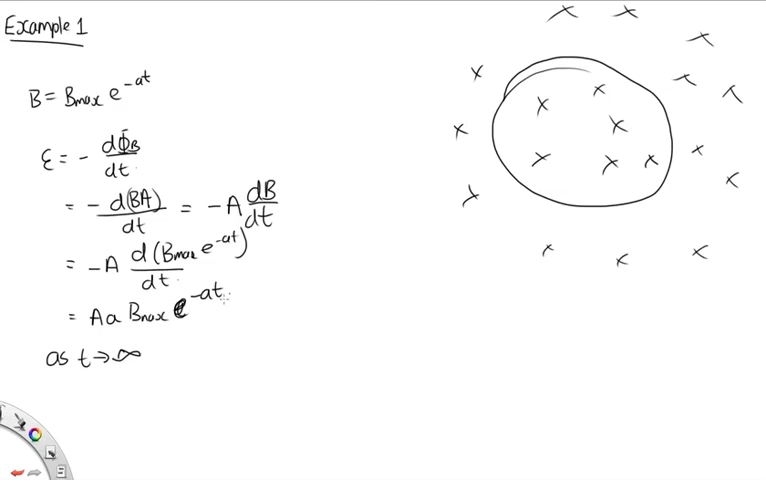 Example 1
B = Bmax e^-at
ε = - dΦB/dt
= - d(BA)/dt = -A dB/dt
= -A d(Bmax e^-at)/dt
= Aa Bmax e^-at
as t → ∞